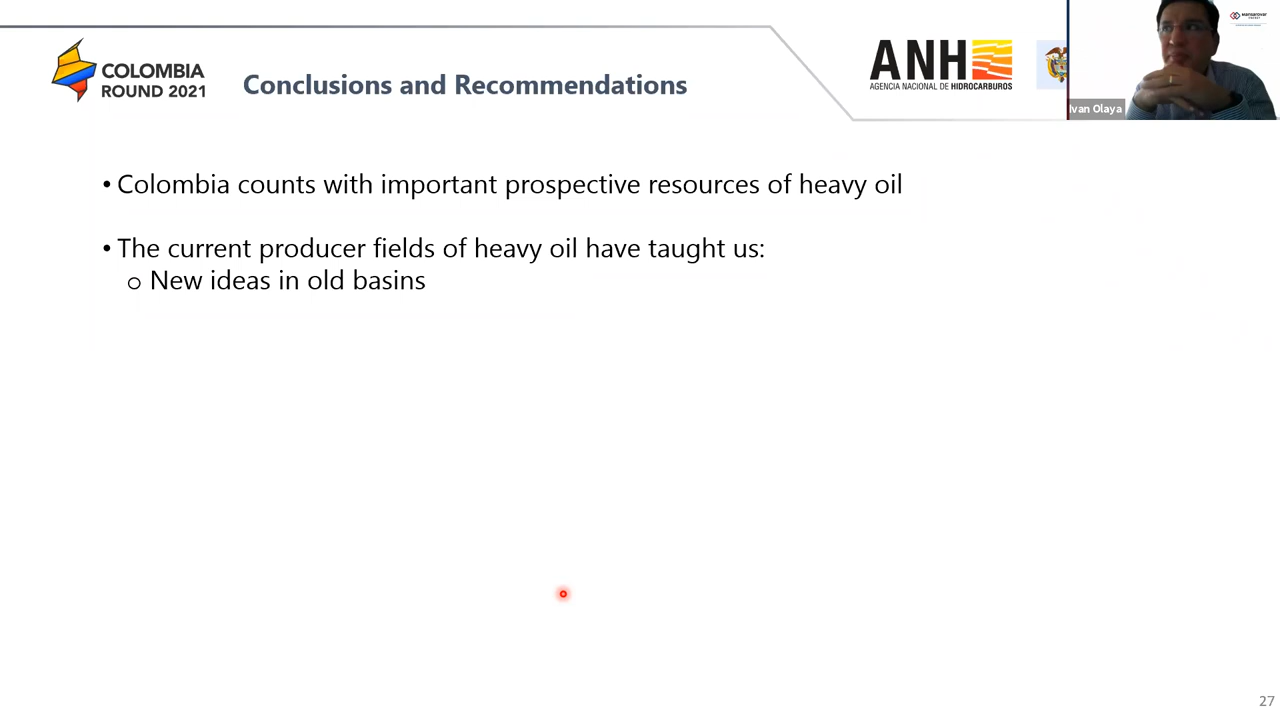 COLOMBIA
ROUND 2021
Conclusions and Recommendations
ANH
AGENCIA NACIONAL DE HIDROCARBUROS
mansarovar
ENERGY
Ivan Olaya
• Colombia counts with important prospective resources of heavy oil
• The current producer fields of heavy oil have taught us:
o New ideas in old basins
27